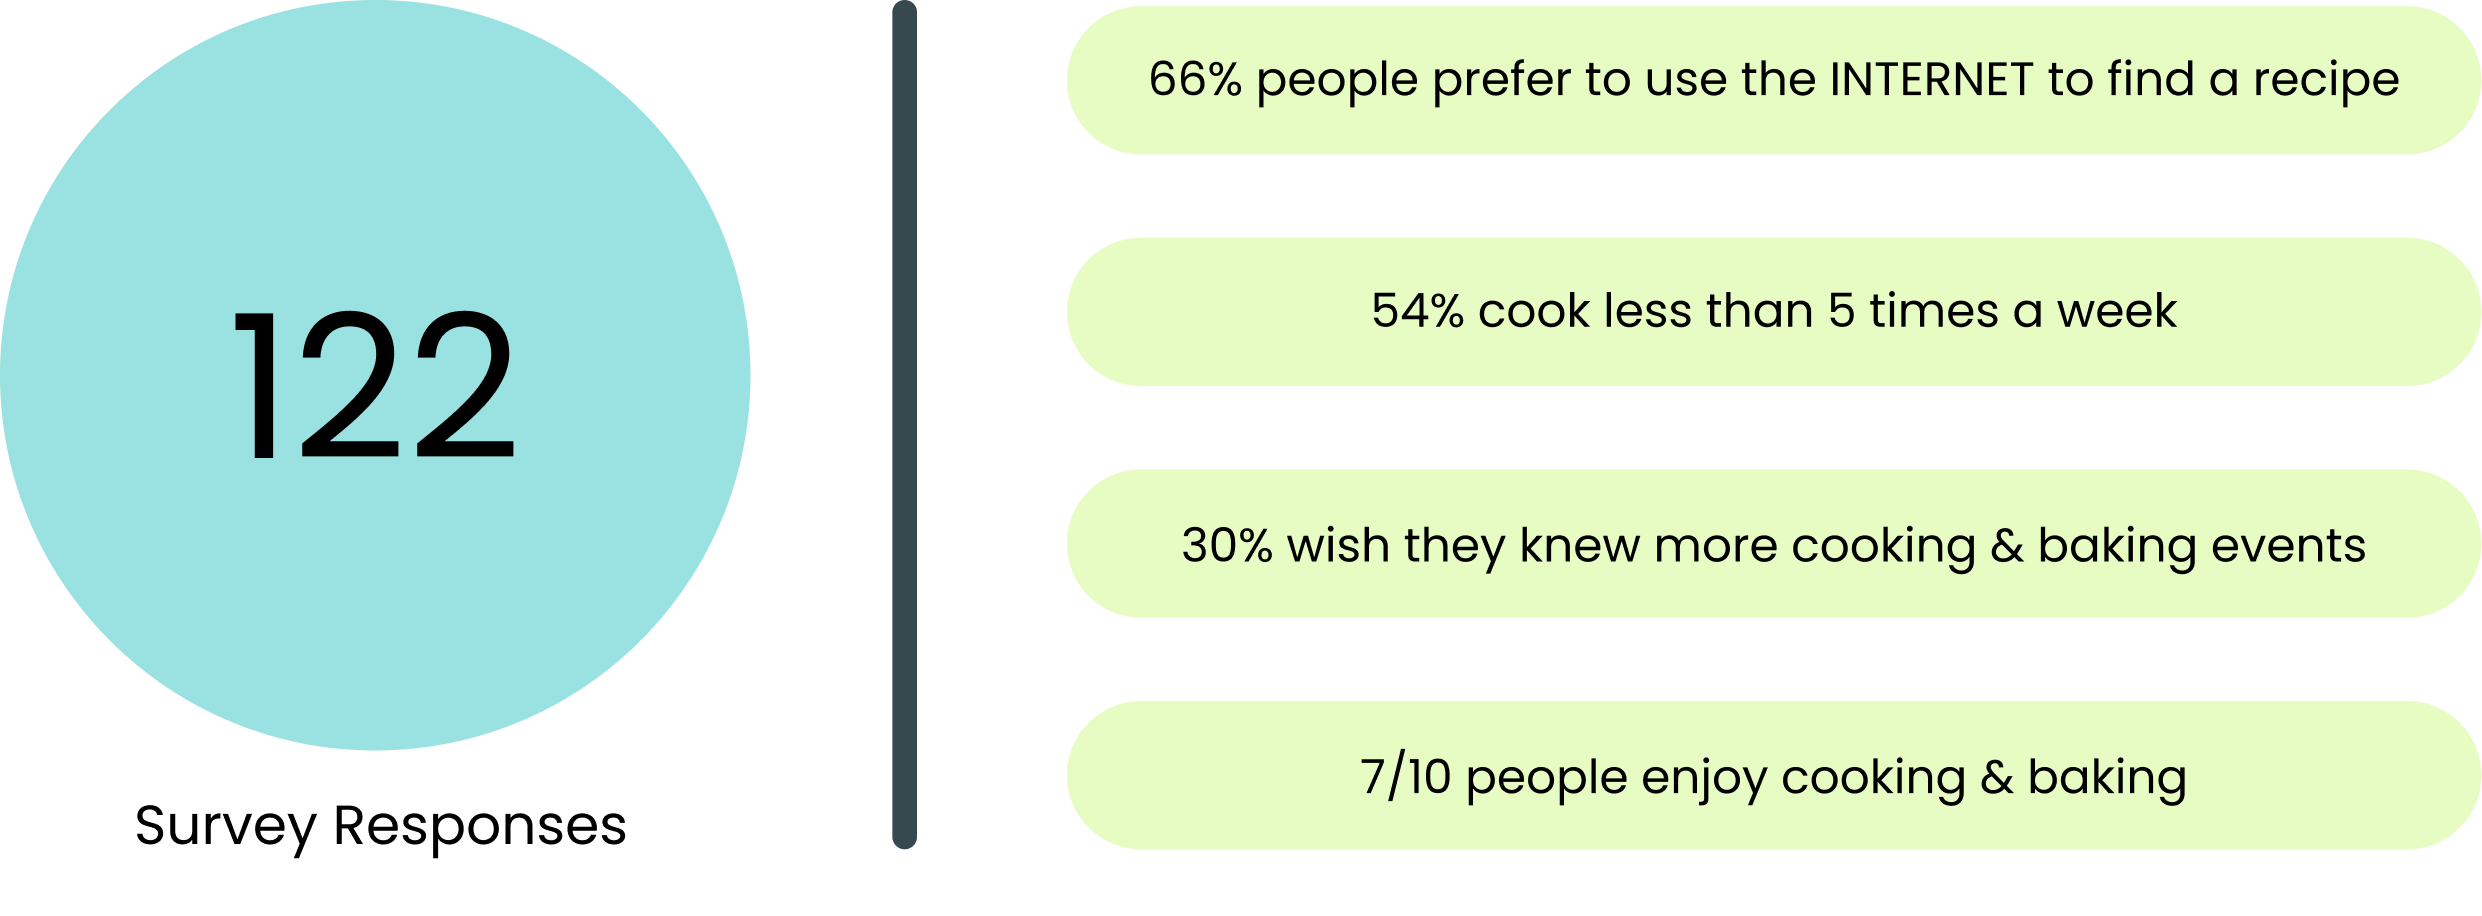 122
Survey Responses
66% people prefer to use the INTERNET to find a recipe
54% cook less than 5 times a week
30% wish they knew more cooking & baking events
7/10 people enjoy cooking & baking